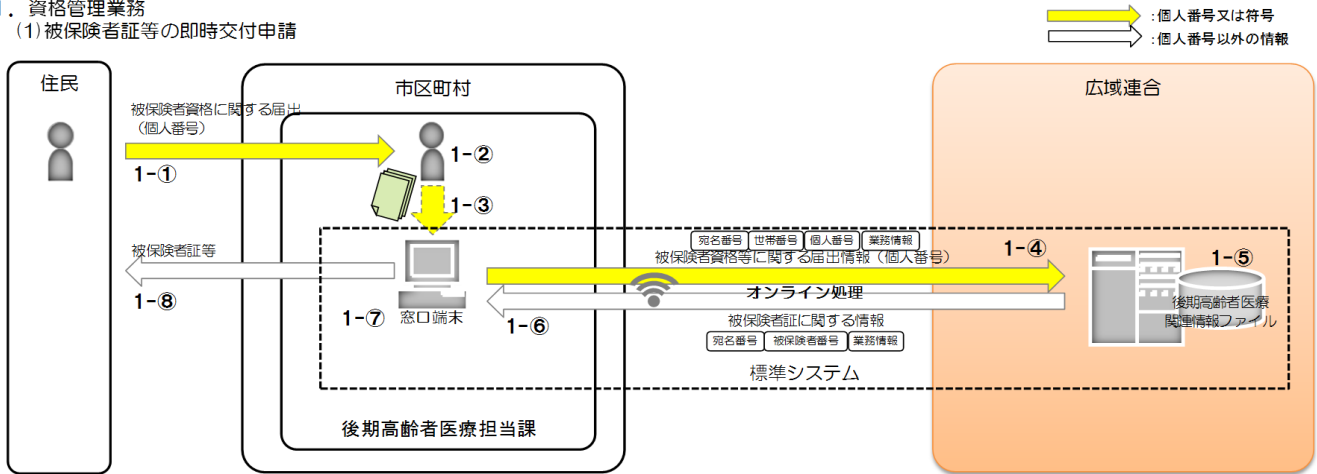 1．資格管理業務
(1)被保険者証等の即時交付申請
：個人番号又は符号
：個人番号以外の情報
住民
市区町村
広域連合
被保険者資格に関する届出
（個人番号）
1-①
1-②
1-③
宛名番号 世帯番号 個人番号 業務情報
被保険者資格等に関する届出情報（個人番号）
1-④
1-⑤
被保険者証等
1-⑧
オンライン処理
後期高齢者医療
関連情報ファイル
1-⑦ 窓口端末
1-⑥
被保険者証に関する情報
宛名番号 被保険者番号 業務情報
標準システム
後期高齢者医療担当課